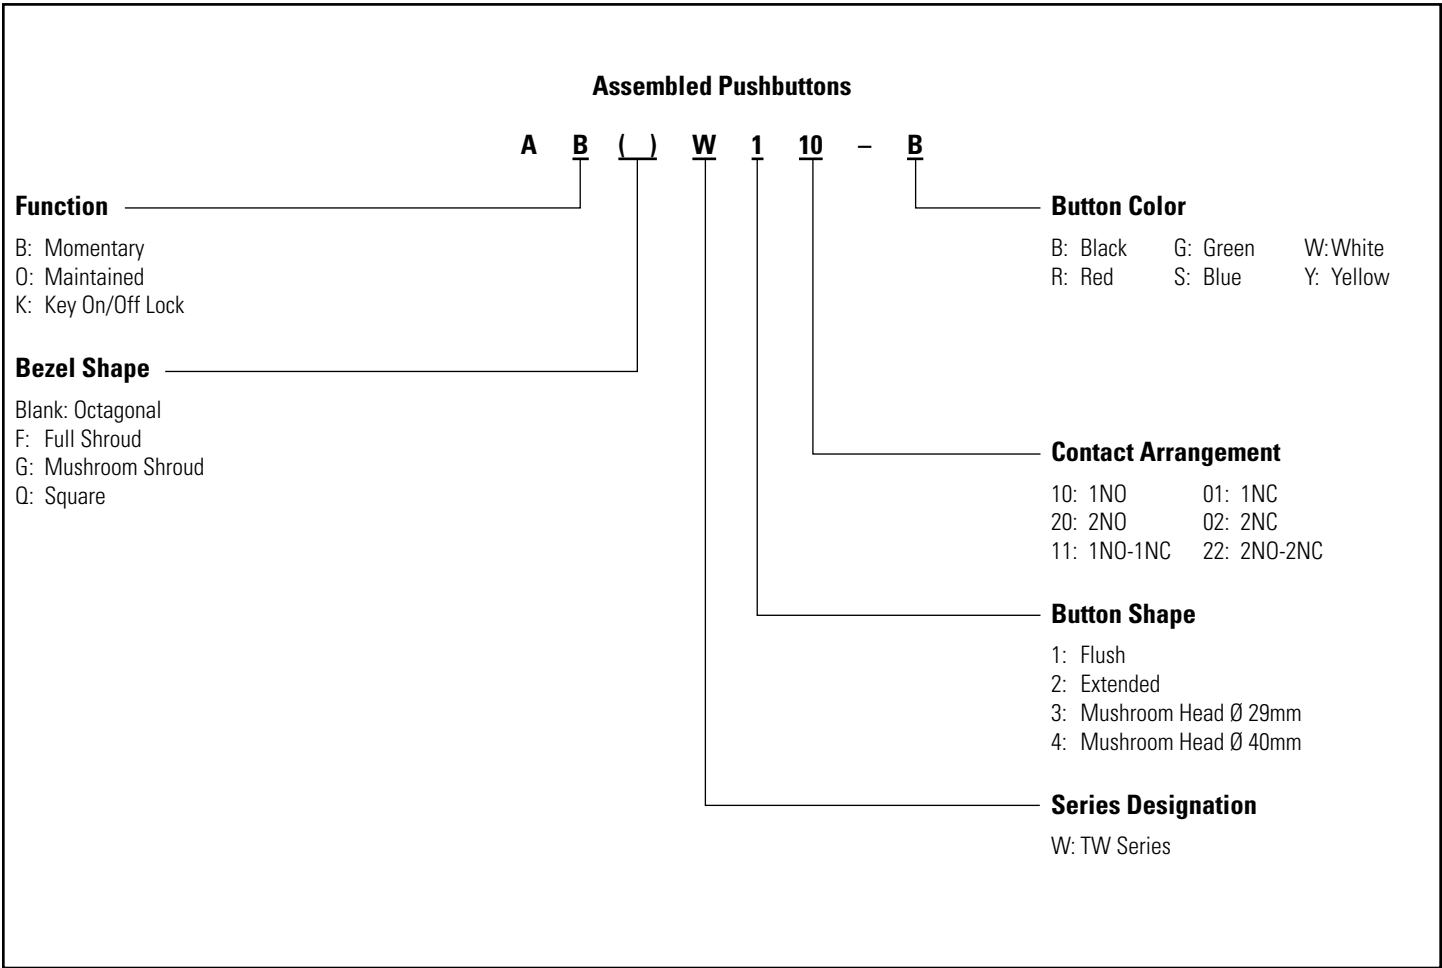 Assembled Pushbuttons
A B ( ) W 1 10 – B
Function
B: Momentary
O: Maintained
K: Key On/Off Lock
Bezel Shape
Blank: Octagonal
F: Full Shroud
G: Mushroom Shroud
Q: Square
Button Color
B: Black G: Green W: White
R: Red S: Blue Y: Yellow
Contact Arrangement
10: 1NO 01: 1NC
20: 2NO 02: 2NC
11: 1NO-1NC 22: 2NO-2NC
Button Shape
1: Flush
2: Extended
3: Mushroom Head Ø 29mm
4: Mushroom Head Ø 40mm
Series Designation
W: TW Series